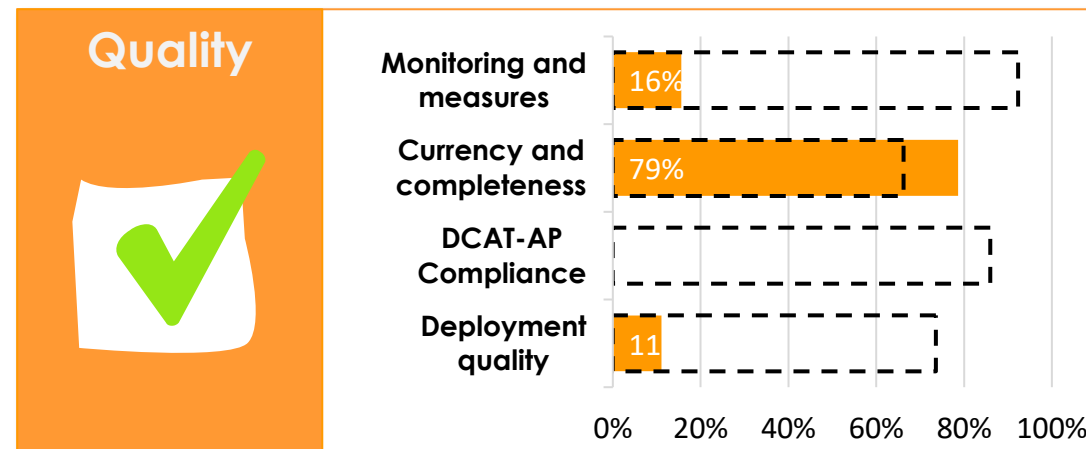 Quality
Monitoring and
measures
16%
Currency and
completeness
79%
DCAT-AP
Compliance
Deployment
quality
11
0% 20% 40% 60% 80% 100%